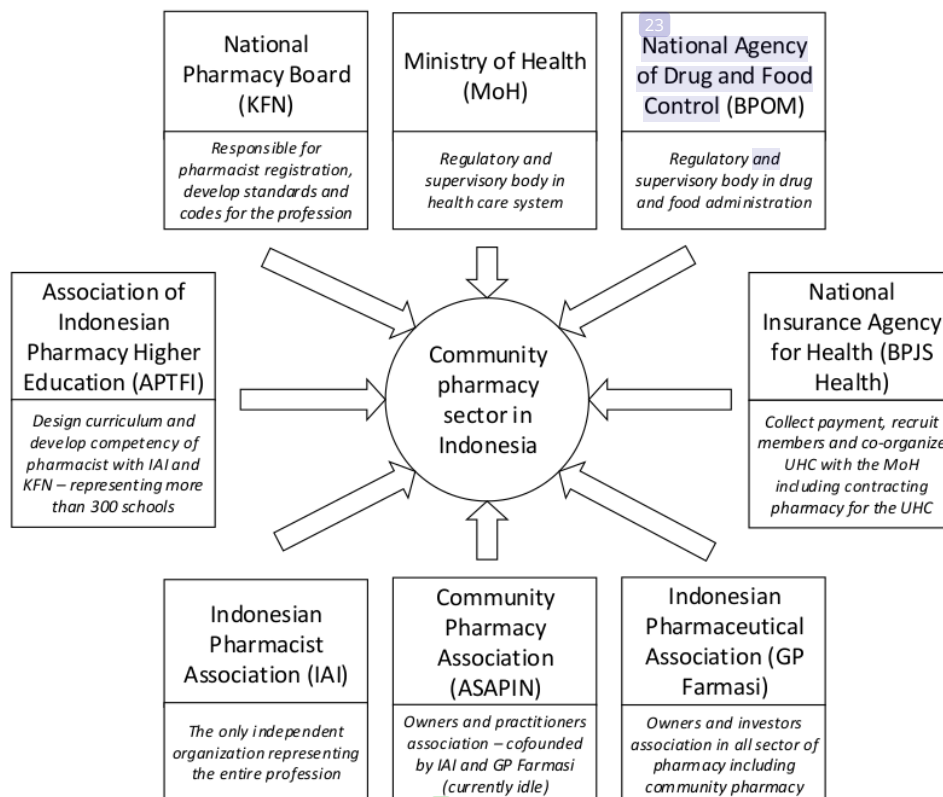 23
National
Pharmacy Board
(KFN)
Responsible for
pharmacist registration,
develop standards and
codes for the profession
Ministry of Health
(MoH)
Regulatory and
supervisory body in
health care system
National Agency
of Drug and Food
Control (BPOM)
Regulatory and
supervisory body in drug
and food administration
Association of
Indonesian
Pharmacy Higher
Education (APTFI)
Design curriculum and
develop competency of
pharmacist with IAI and
KFN – representing more
than 300 schools
Community
pharmacy
sector in
Indonesia
National
Insurance Agency
for Health (BPJS
Health)
Collect payment, recruit
members and co-organize
UHC with the MoH
including contracting
pharmacy for the UHC
Indonesian
Pharmacist
Association (IAI)
The only independent
organization representing
the entire profession
Community
Pharmacy
Association
(ASAPIN)
Owners and practitioners
association – cofounded
by IAI and GP Farmasi
(currently idle)
Indonesian
Pharmaceutical
Association (GP
Farmasi)
Owners and investors
association in all sector of
pharmacy including
community pharmacy